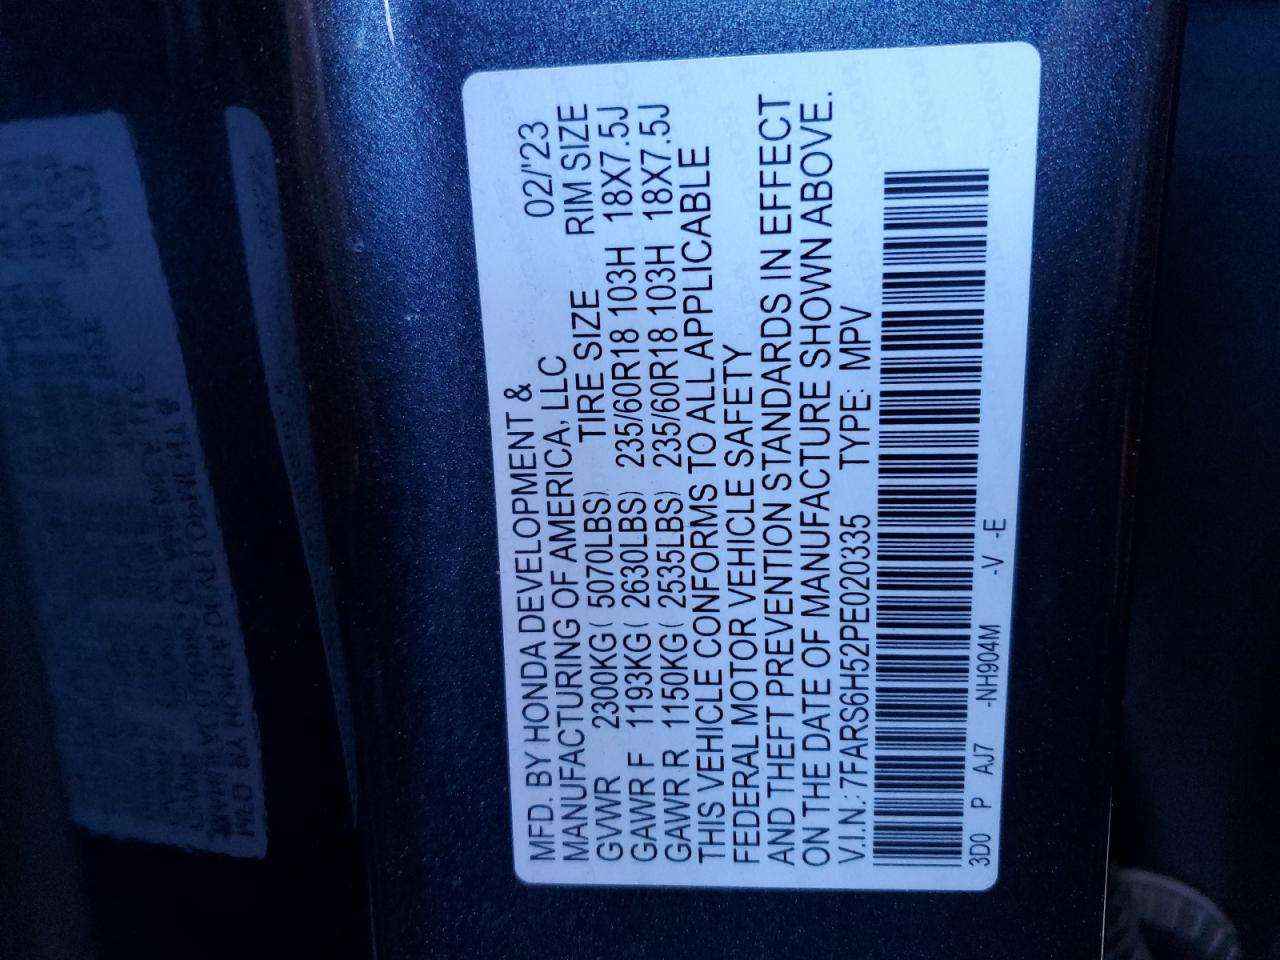 MFD. BY HONDA DEVELOPMENT &
MANUFACTURING OF AMERICA, LLC 02/'23
GVWR 2300KG( 5070LBS) TIRE SIZE RIM SIZE
GAWR F 1193KG( 2630LBS) 235/60R18 103H 18X7.5J
GAWR R 1150KG( 2535LBS) 235/60R18 103H 18X7.5J
THIS VEHICLE CONFORMS TO ALL APPLICABLE
FEDERAL MOTOR VEHICLE SAFETY
AND THEFT PREVENTION STANDARDS IN EFFECT
ON THE DATE OF MANUFACTURE SHOWN ABOVE.
V.I.N.: 7FARS6H52PE020335 TYPE: MPV
3D0 P AJ7 -NH904M -V -E